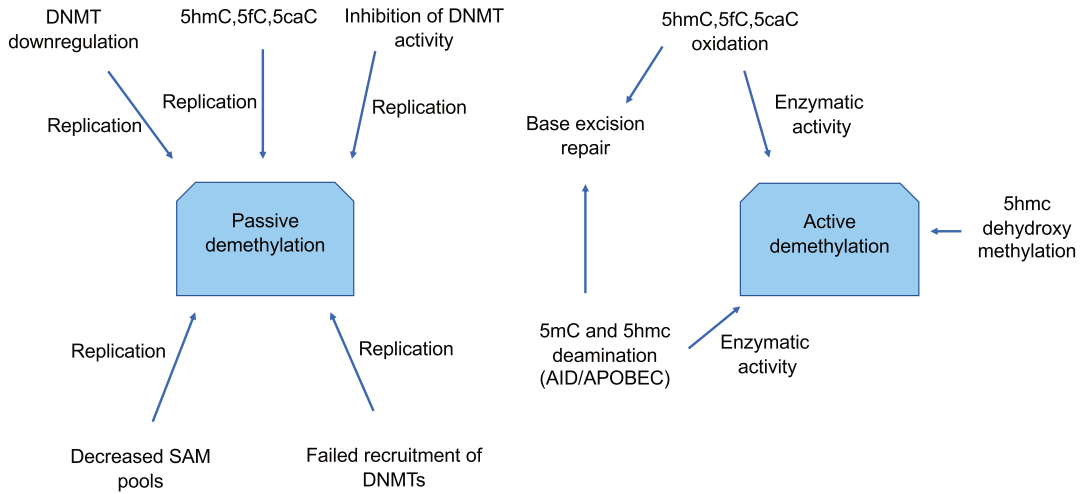 DNMT
downregulation
5hmC,5fC,5caC
Inhibition of DNMT
activity
Replication
Replication
Replication
Passive
demethylation
Replication
Replication
Decreased SAM
pools
Failed recruitment of
DNMTs
5hmC,5fC,5caC
oxidation
Enzymatic
activity
Base excision
repair
Active
demethylation
5hmc
dehydroxy
methylation
5mC and 5hmc
deamination
(AID/APOBEC)
Enzymatic
activity